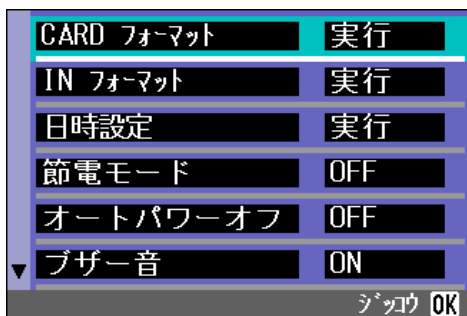 CARD フォーマット 実行
IN フォーマット 実行
日時設定 実行
節電モード OFF
オートパワーオフ OFF
ブザー音 ON
ジッコウ OK